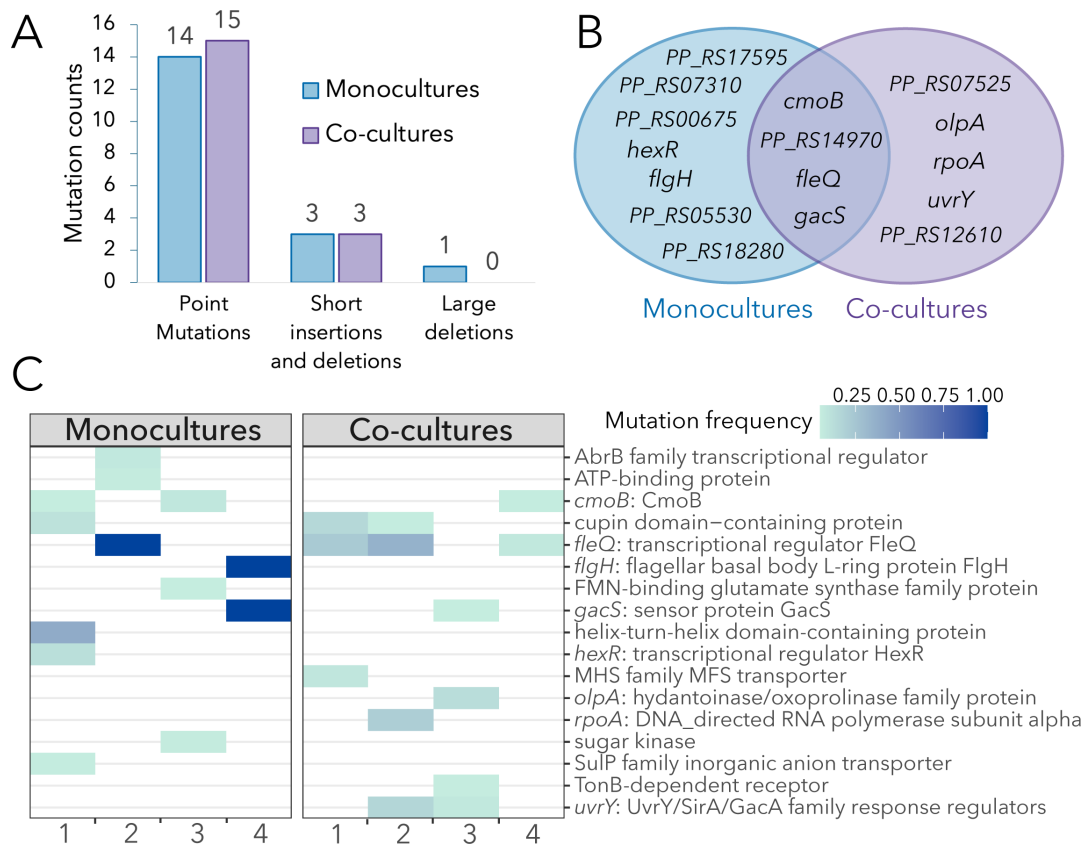 A
Mutation counts
16
14
12
10
8
6
4
2
0
14
15
3
3
1
0
Monocultures
Co-cultures
Point
Mutations
Short
insertions
and deletions
Large
deletions
B
PP_RS17595
PP_RS07310
PP_RS00675
hexR
flgH
PP_RS05530
PP_RS18280
cmoB
PP_RS14970
fleQ
gacS
PP_RS07525
olpA
rpoA
uvrY
PP_RS12610
Monocultures
Co-cultures
C
Mutation frequency
0.25 0.50 0.75 1.00
Monocultures
Co-cultures
AbrB family transcriptional regulator
ATP-binding protein
cmoB: CmoB
cupin domain−containing protein
fleQ: transcriptional regulator FleQ
flgH: flagellar basal body L-ring protein FlgH
FMN-binding glutamate synthase family protein
gacS: sensor protein GacS
helix-turn-helix domain-containing protein
hexR: transcriptional regulator HexR
MHS family MFS transporter
olpA: hydantoinase/oxoprolinase family protein
rpoA: DNA_directed RNA polymerase subunit alpha
sugar kinase
SulP family inorganic anion transporter
TonB-dependent receptor
uvrY: UvrY/SirA/GacA family response regulators
1 2 3 4
1 2 3 4